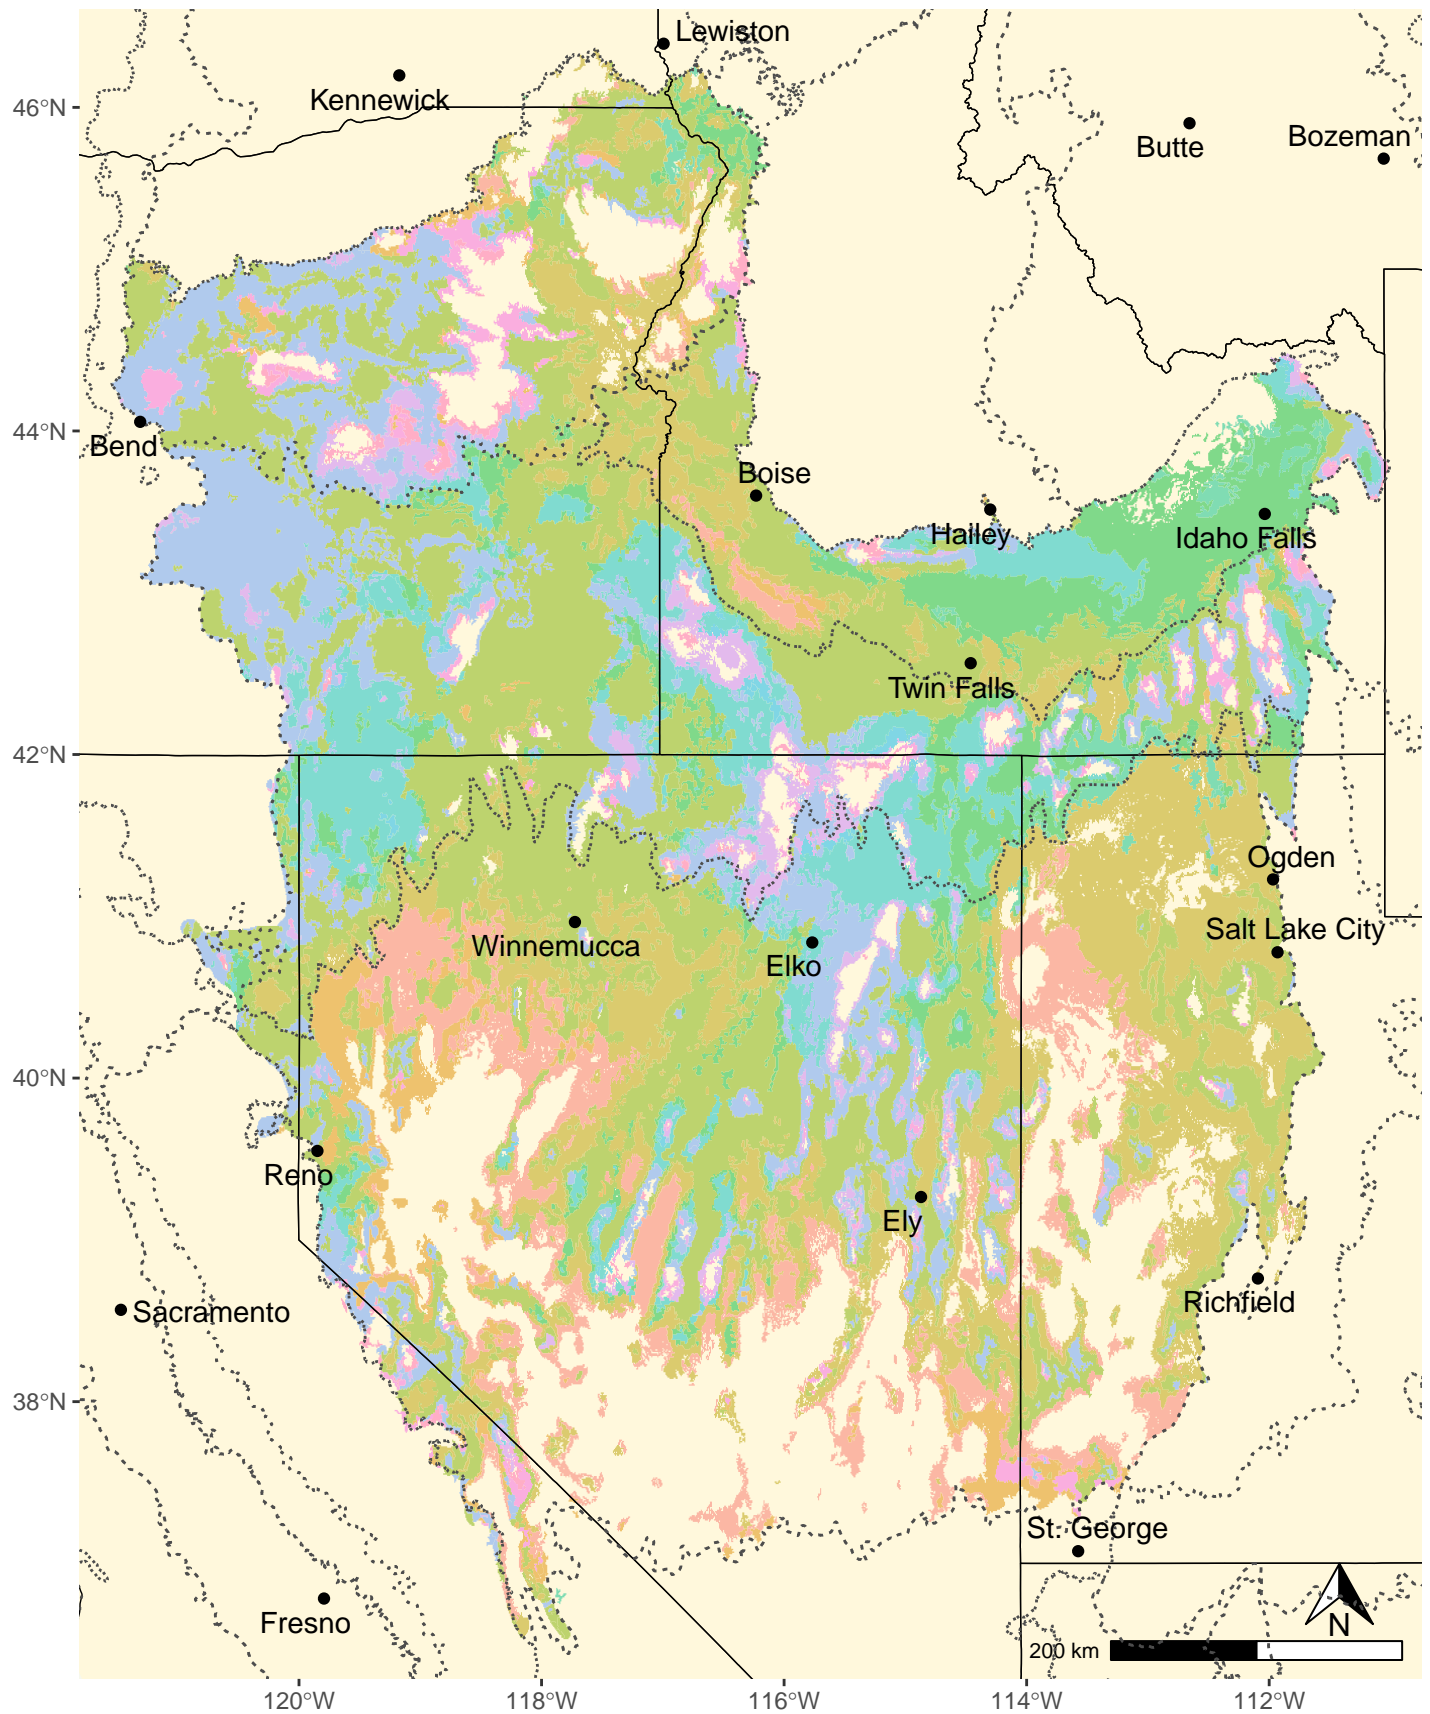 Lewiston
Kennewick
46°N
Butte
Bozeman
44°N
Bend
Boise
Hailey
Idaho Falls
Twin Falls
42°N
Ogden
Salt Lake City
Winnemucca
Elko
40°N
Reno
Ely
Richfield
Sacramento
38°N
St. George
Fresno
N
200 km
120°W
118°W
116°W
114°W
112°W